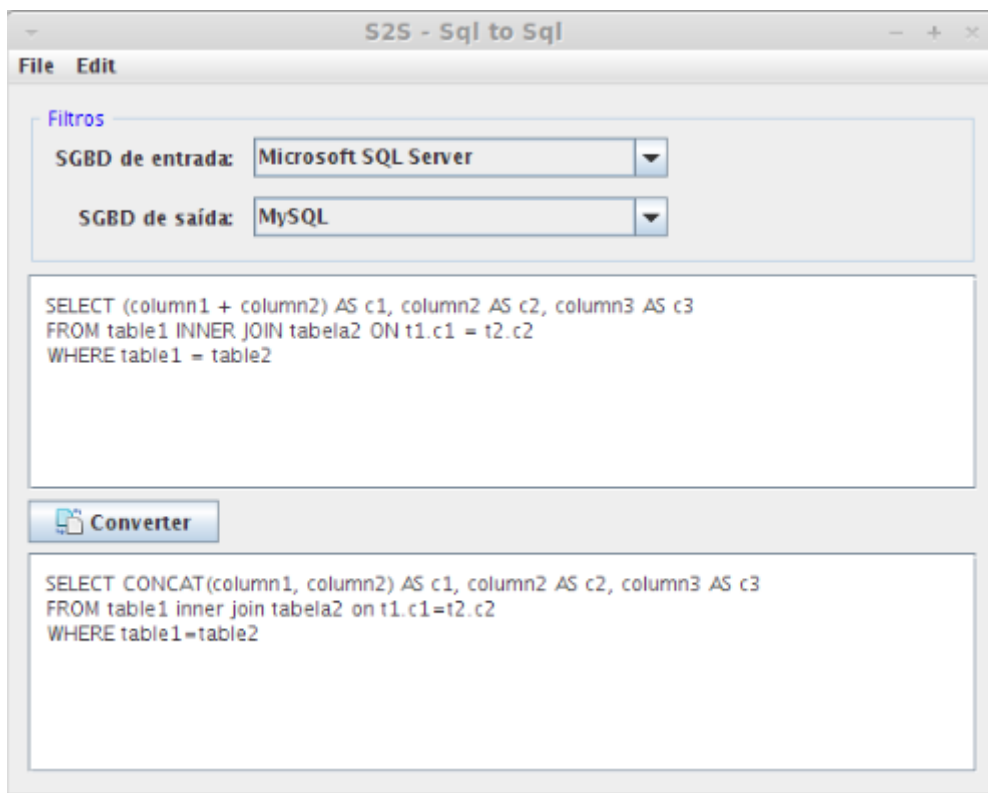 S2S - Sql to Sql
File Edit
Filtros
SGBD de entrada: Microsoft SQL Server
SGBD de saída: MySQL
SELECT (column1 + column2) AS c1, column2 AS c2, column3 AS c3
FROM table1 INNER JOIN tabela2 ON t1.c1 = t2.c2
WHERE table1 = table2
Converter
SELECT CONCAT(column1, column2) AS c1, column2 AS c2, column3 AS c3
FROM table1 inner join tabela2 on t1.c1=t2.c2
WHERE table1=table2